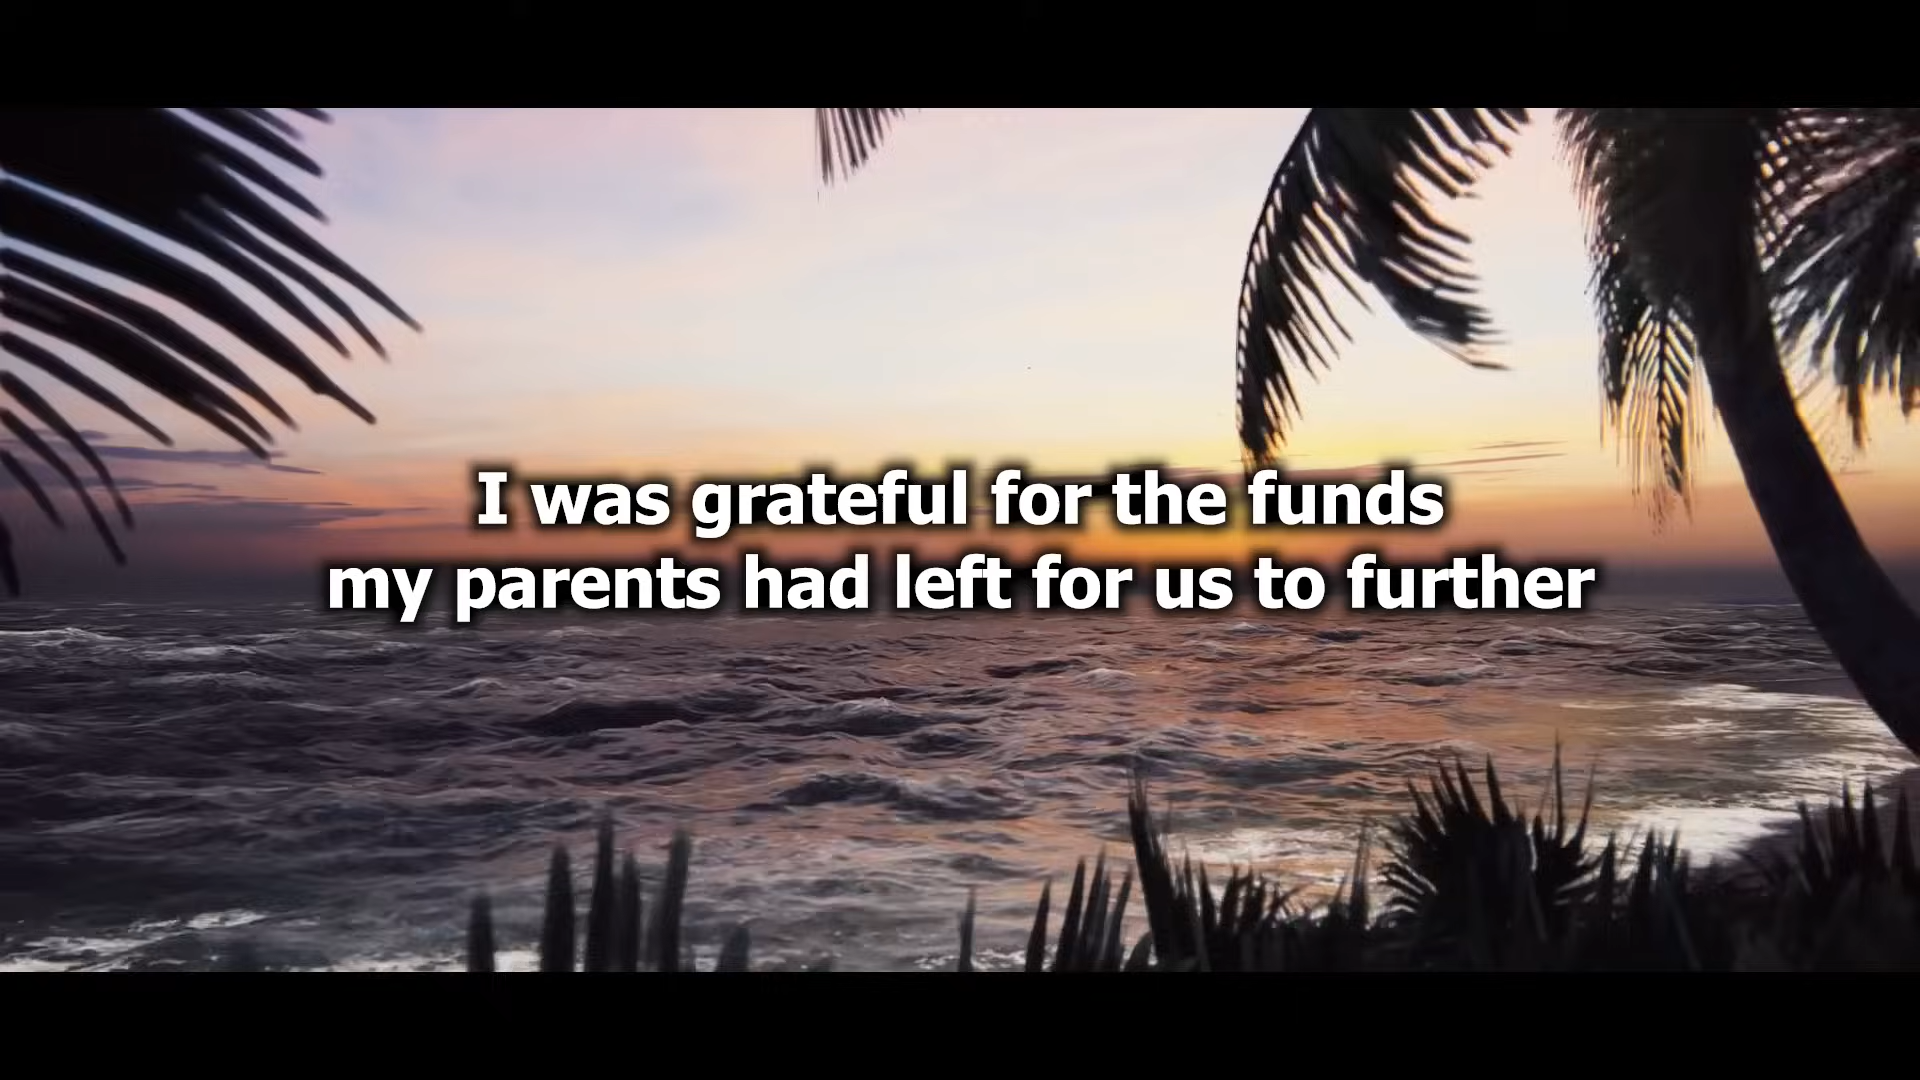 I was grateful for the funds
my parents had left for us to further